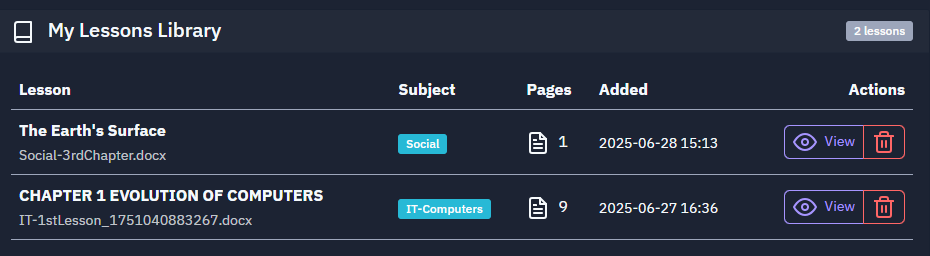 My Lessons Library
2 lessons
Lesson Subject Pages Added Actions
The Earth's Surface
Social-3rdChapter.docx
Social
1
2025-06-28 15:13
View
CHAPTER 1 EVOLUTION OF COMPUTERS
IT-1stLesson_1751040883267.docx
IT-Computers
9
2025-06-27 16:36
View